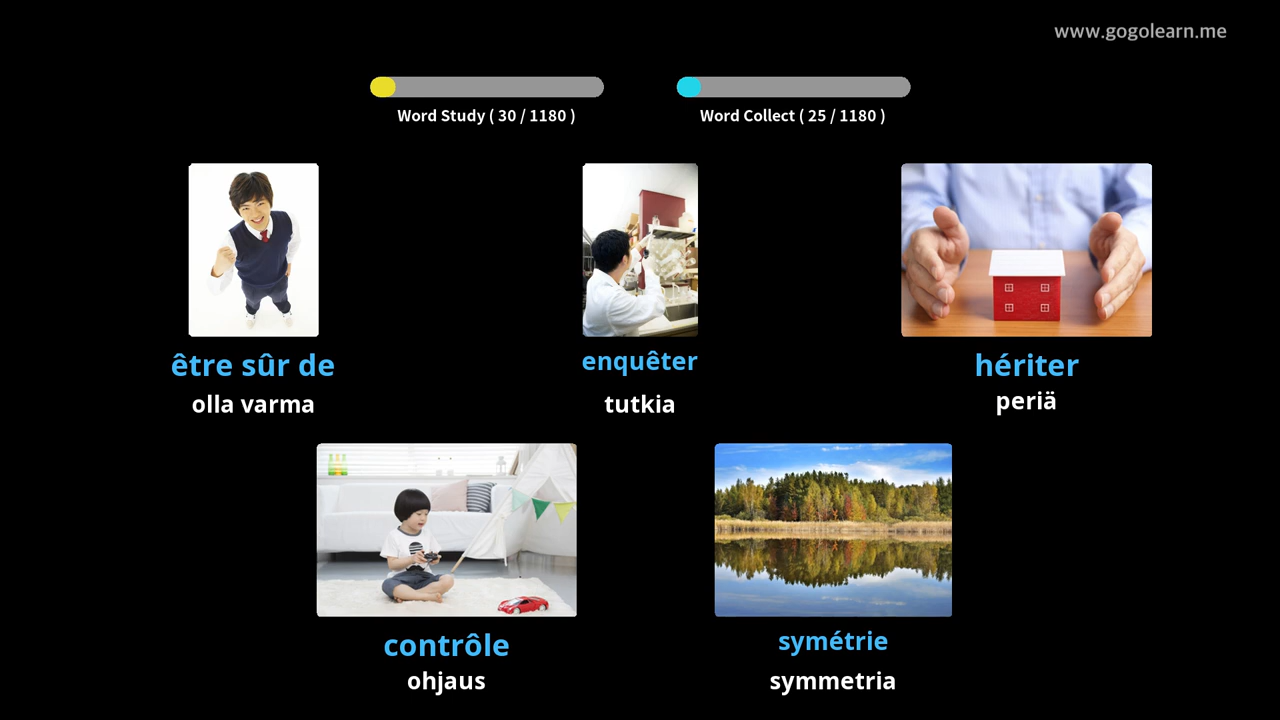 www.gogolearn.me
Word Study ( 30 / 1180 )
Word Collect ( 25 / 1180 )
être sûr de
olla varma
enquêter
tutkia
hériter
periä
contrôle
ohjaus
symétrie
symmetria